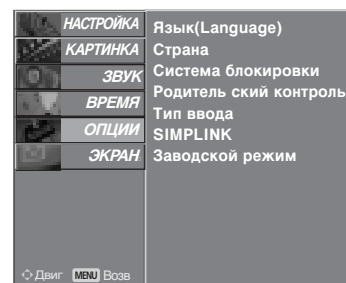 НАСТРОЙКА
КАРТИНКА
ЗВУК
ВРЕМЯ
ОПЦИИ
ЭКРАН
Язык(Language)
Страна
Система блокировки
Родитель ский контроль
Тип ввода
SIMPLINK
Заводской режим
Двиг MENU Возв